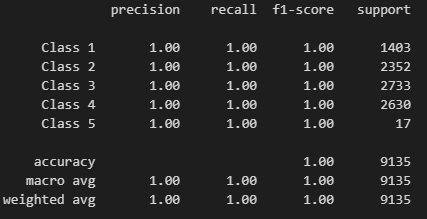 precision recall f1-score support
Class 1 1.00 1.00 1.00 1403
Class 2 1.00 1.00 1.00 2352
Class 3 1.00 1.00 1.00 2733
Class 4 1.00 1.00 1.00 2630
Class 5 1.00 1.00 1.00 17
accuracy 1.00 9135
macro avg 1.00 1.00 1.00 9135
weighted avg 1.00 1.00 1.00 9135